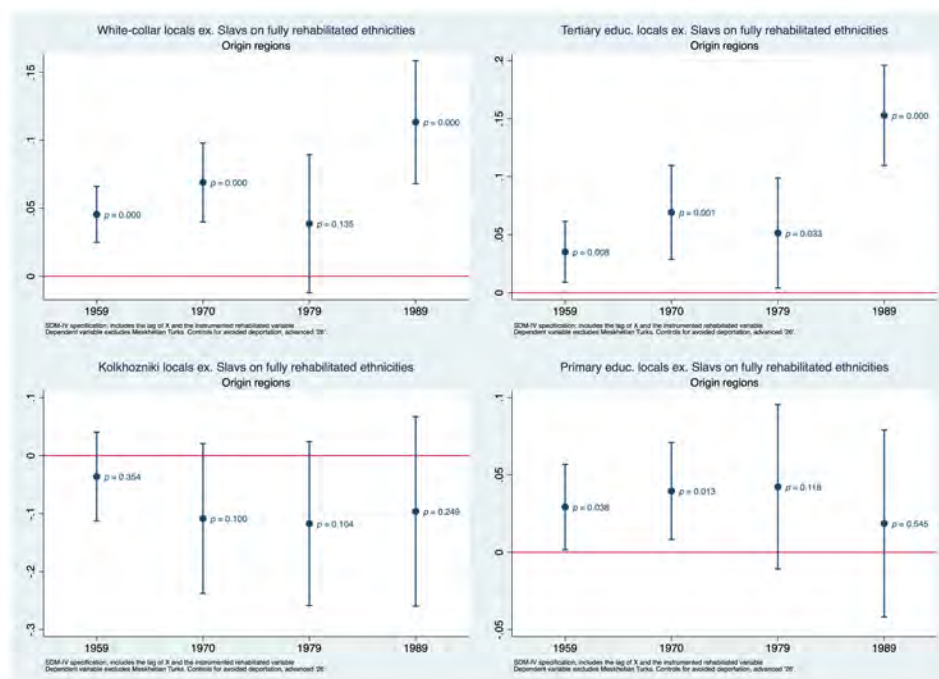 White-collar locals ex. Slavs on fully rehabilitated ethnicities
Origin regions
.15
.1
.05
0
p = 0.000
p = 0.000
p = 0.135
p = 0.000
1959
1970
1979
1989
SDM-IV specification; includes the lag of X and the instrumented rehabilitated variable
Dependent variable excludes Meskhetian Turks. Controls for avoided deportation, advanced '26'.
Tertiary educ. locals ex. Slavs on fully rehabilitated ethnicities
Origin regions
.2
.15
.1
.05
0
p = 0.008
p = 0.001
p = 0.033
p = 0.000
1959
1970
1979
1989
SDM-IV specification; includes the lag of X and the instrumented rehabilitated variable
Dependent variable excludes Meskhetian Turks. Controls for avoided deportation, advanced '26'.
Kolkhozniki locals ex. Slavs on fully rehabilitated ethnicities
Origin regions
.1
0
-.1
-.2
-.3
p = 0.354
p = 0.100
p = 0.104
p = 0.249
1959
1970
1979
1989
SDM-IV specification; includes the lag of X and the instrumented rehabilitated variable
Dependent variable excludes Meskhetian Turks. Controls for avoided deportation, advanced '26'
Primary educ. locals ex. Slavs on fully rehabilitated ethnicities
Origin regions
.1
.05
0
-.05
p = 0.038
p = 0.013
p = 0.118
p = 0.545
1959
1970
1979
1989
SDM-IV specification; includes the lag of X and the instrumented rehabilitated variable
Dependent variable excludes Meskhetian Turks. Controls for avoided deportation, advanced '26'